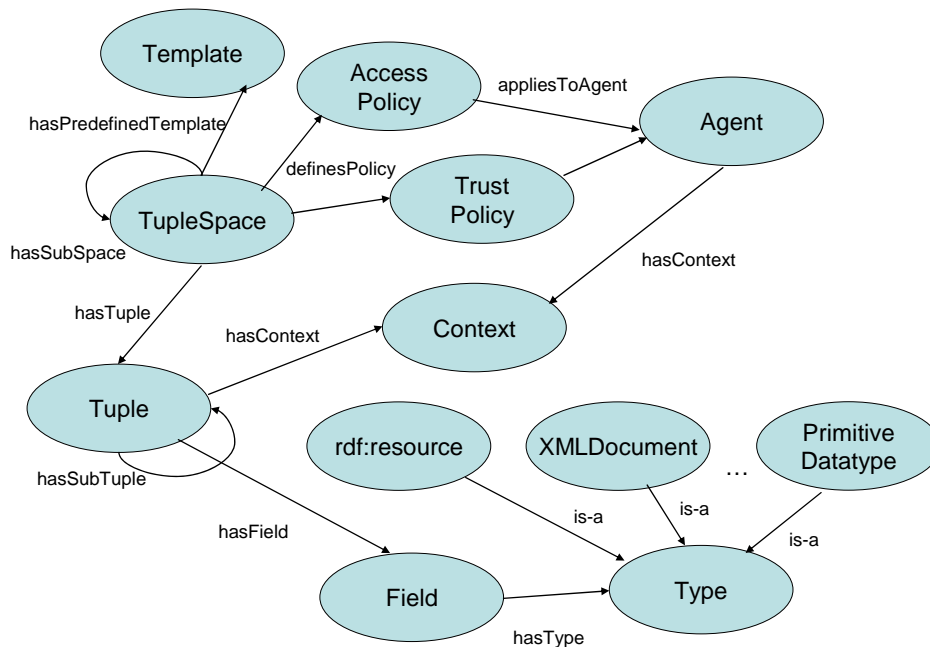 Template
Access
Policy
appliesToAgent
Agent
hasPredefinedTemplate
definesPolicy
Trust
Policy
TupleSpace
hasSubSpace
hasContext
hasTuple
hasContext
Context
Tuple
rdf:resource
XMLDocument
...
Primitive
Datatype
hasSubTuple
is-a
is-a
is-a
hasField
Field
Type
hasType